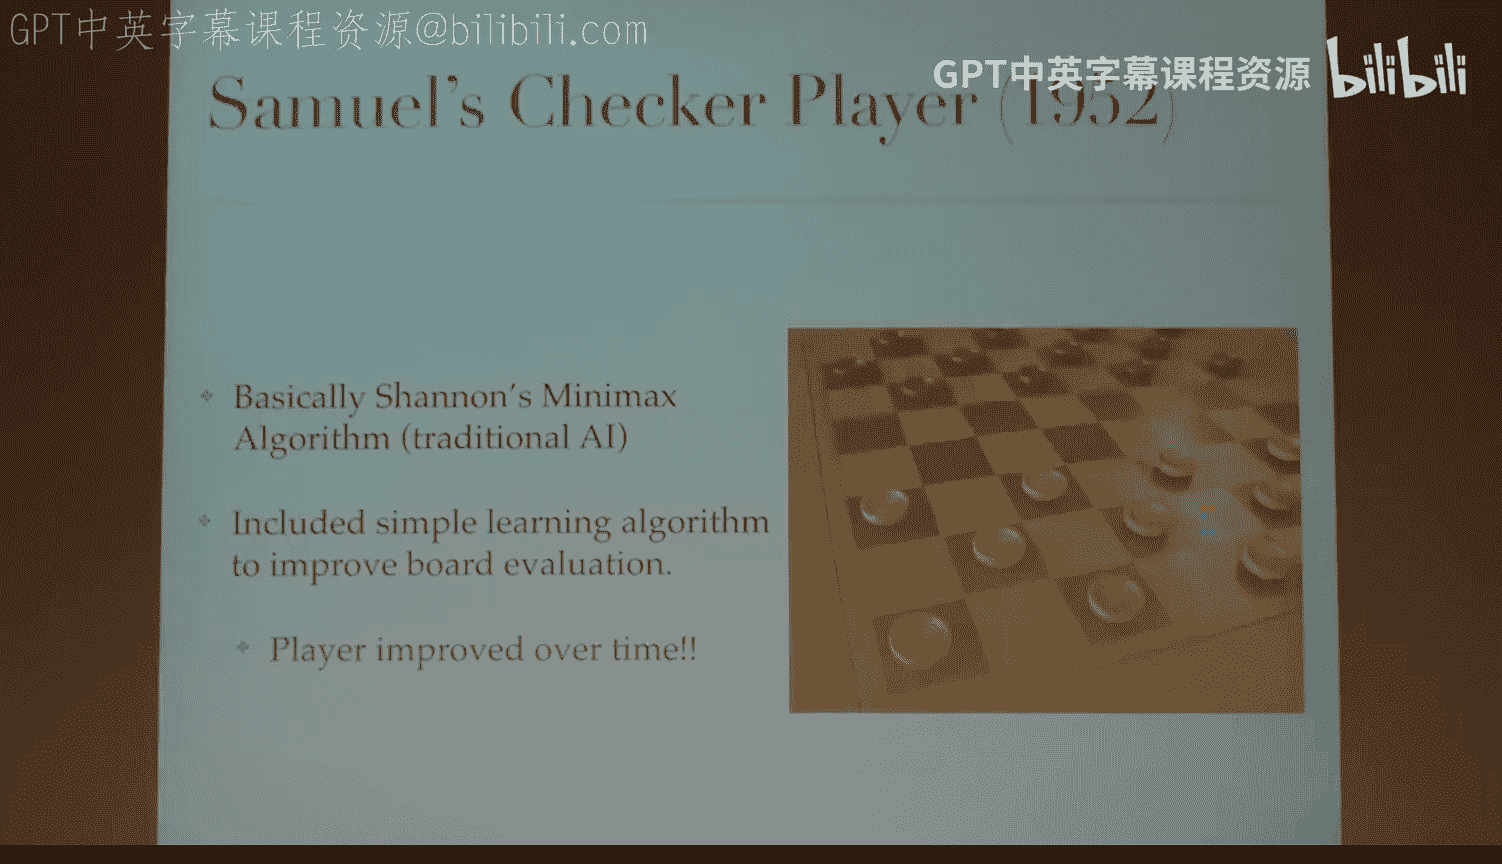 GPT中英字幕课程资源@bilibili.com
GPT中英字幕课程资源 bilibili
Samuel's Checker Player (1952)
Basically Shannon's Minimax
Algorithm (traditional AI)
Included simple learning algorithm
to improve board evaluation.
Player improved over time!!